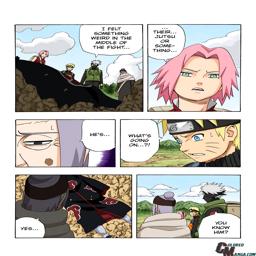 I FELT
SOMETHING
WEIRD IN THE
MIDDLE OF
THE FIGHT...
THEIR...
JUTSU
OR
SOME-
THING...
HE'S...
WHAT'S
GOING
ON...?!
YES...
YOU
KNOW
HIM?
COLORED
MANGA.COM